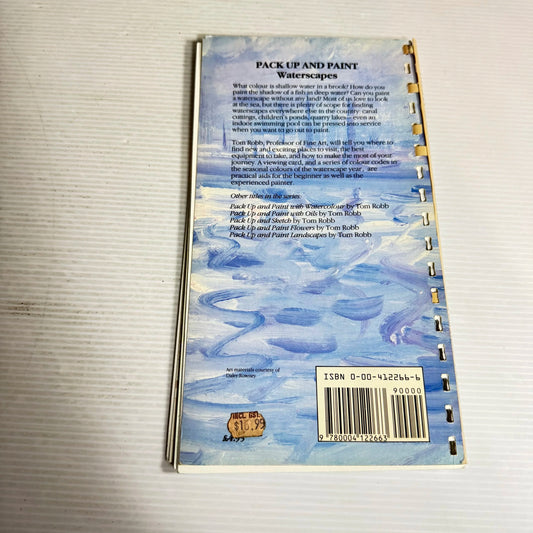 PACK UP AND PAINT
Waterscapes
What colour is shallow water in a brook? How do you
paint the shadow of a fish in deep water? Can you paint
a waterscape without any land? Most of us love to look
at the sea, but there is plenty of scope for finding
waterscapes everywhere else in the country: canal
cuttings, children's ponds, quarry lakes— even an
indoor swimming pool can be pressed into service
when you want to go out to paint.
Tom Robb, Professor of Fine Art, will tell you where to
find new and exciting places to visit, the best
equipment to take, and how to make the most of your
journey. A viewing card, and a series of colour codes to
the seasonal colours of the waterscape year, are
practical aids for the beginner as well as the
experienced painter.
Other titles in the series
Pack Up and Paint with Watercolour by Tom Robb
Pack Up and Paint with Oils by Tom Robb
Pack Up and Sketch by Tom Robb
Pack Up and Paint Flowers by Tom Robb
Pack Up and Paint Landscapes by Tom Robb
Art materials courtesy of
Daler Rowney
ISBN 0-00-412266-6
90000
9 780004 122663
INCL GST